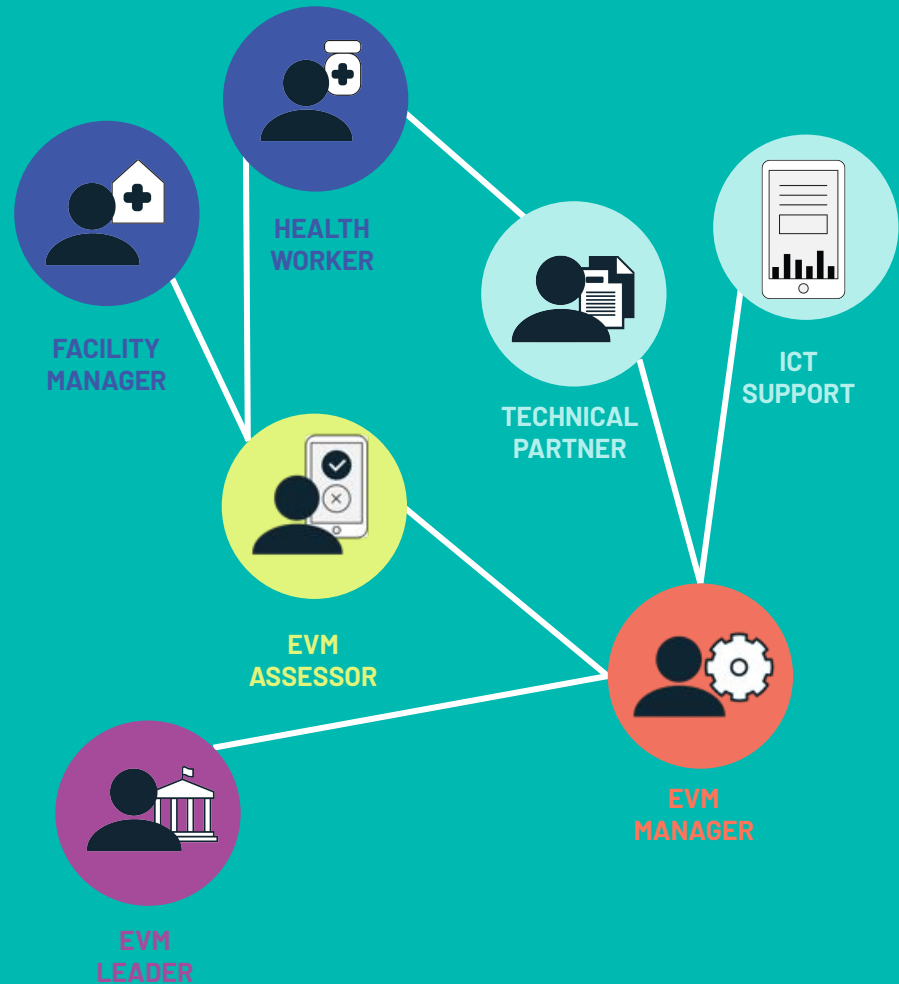 HEALTH
WORKER
FACILITY
MANAGER
ICT
SUPPORT
TECHNICAL
PARTNER
EVM
ASSESSOR
EVM
MANAGER
EVM
LEADER